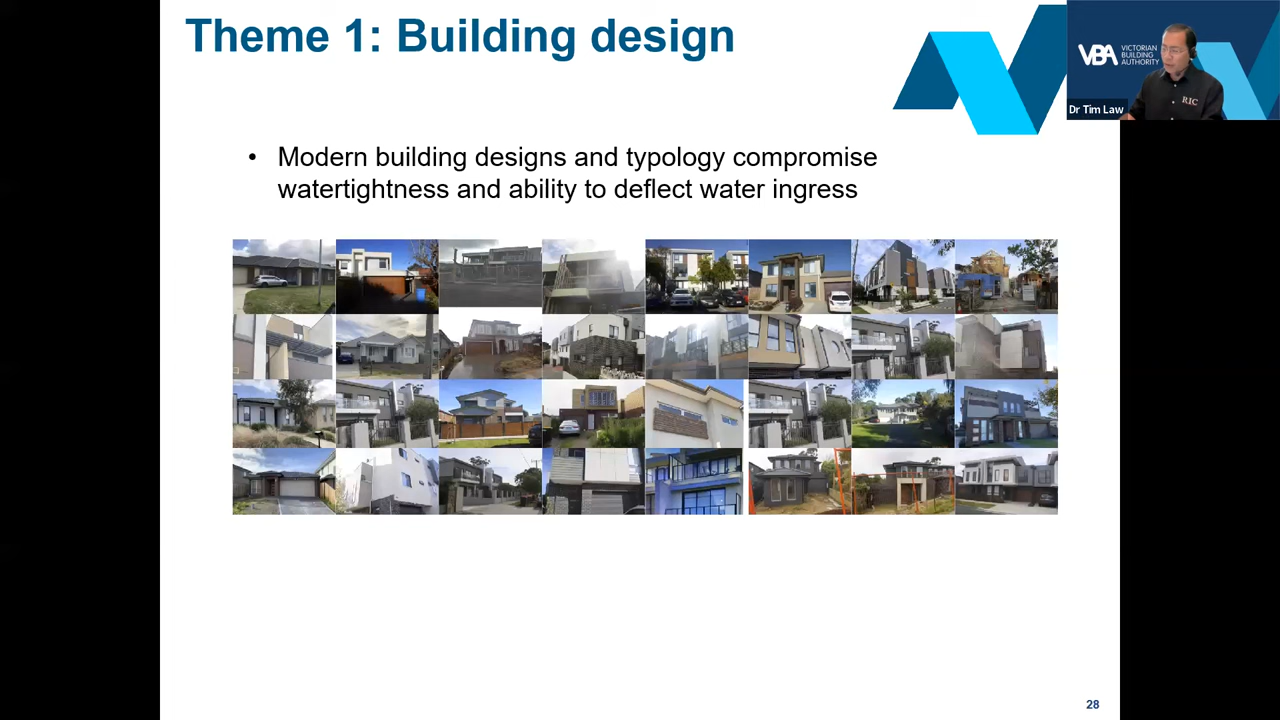 Theme 1: Building design
VBA
VICTORIAN
BUILDING
AUTHORITY
RIC
Dr Tim Law
• Modern building designs and typology compromise
watertightness and ability to deflect water ingress
28